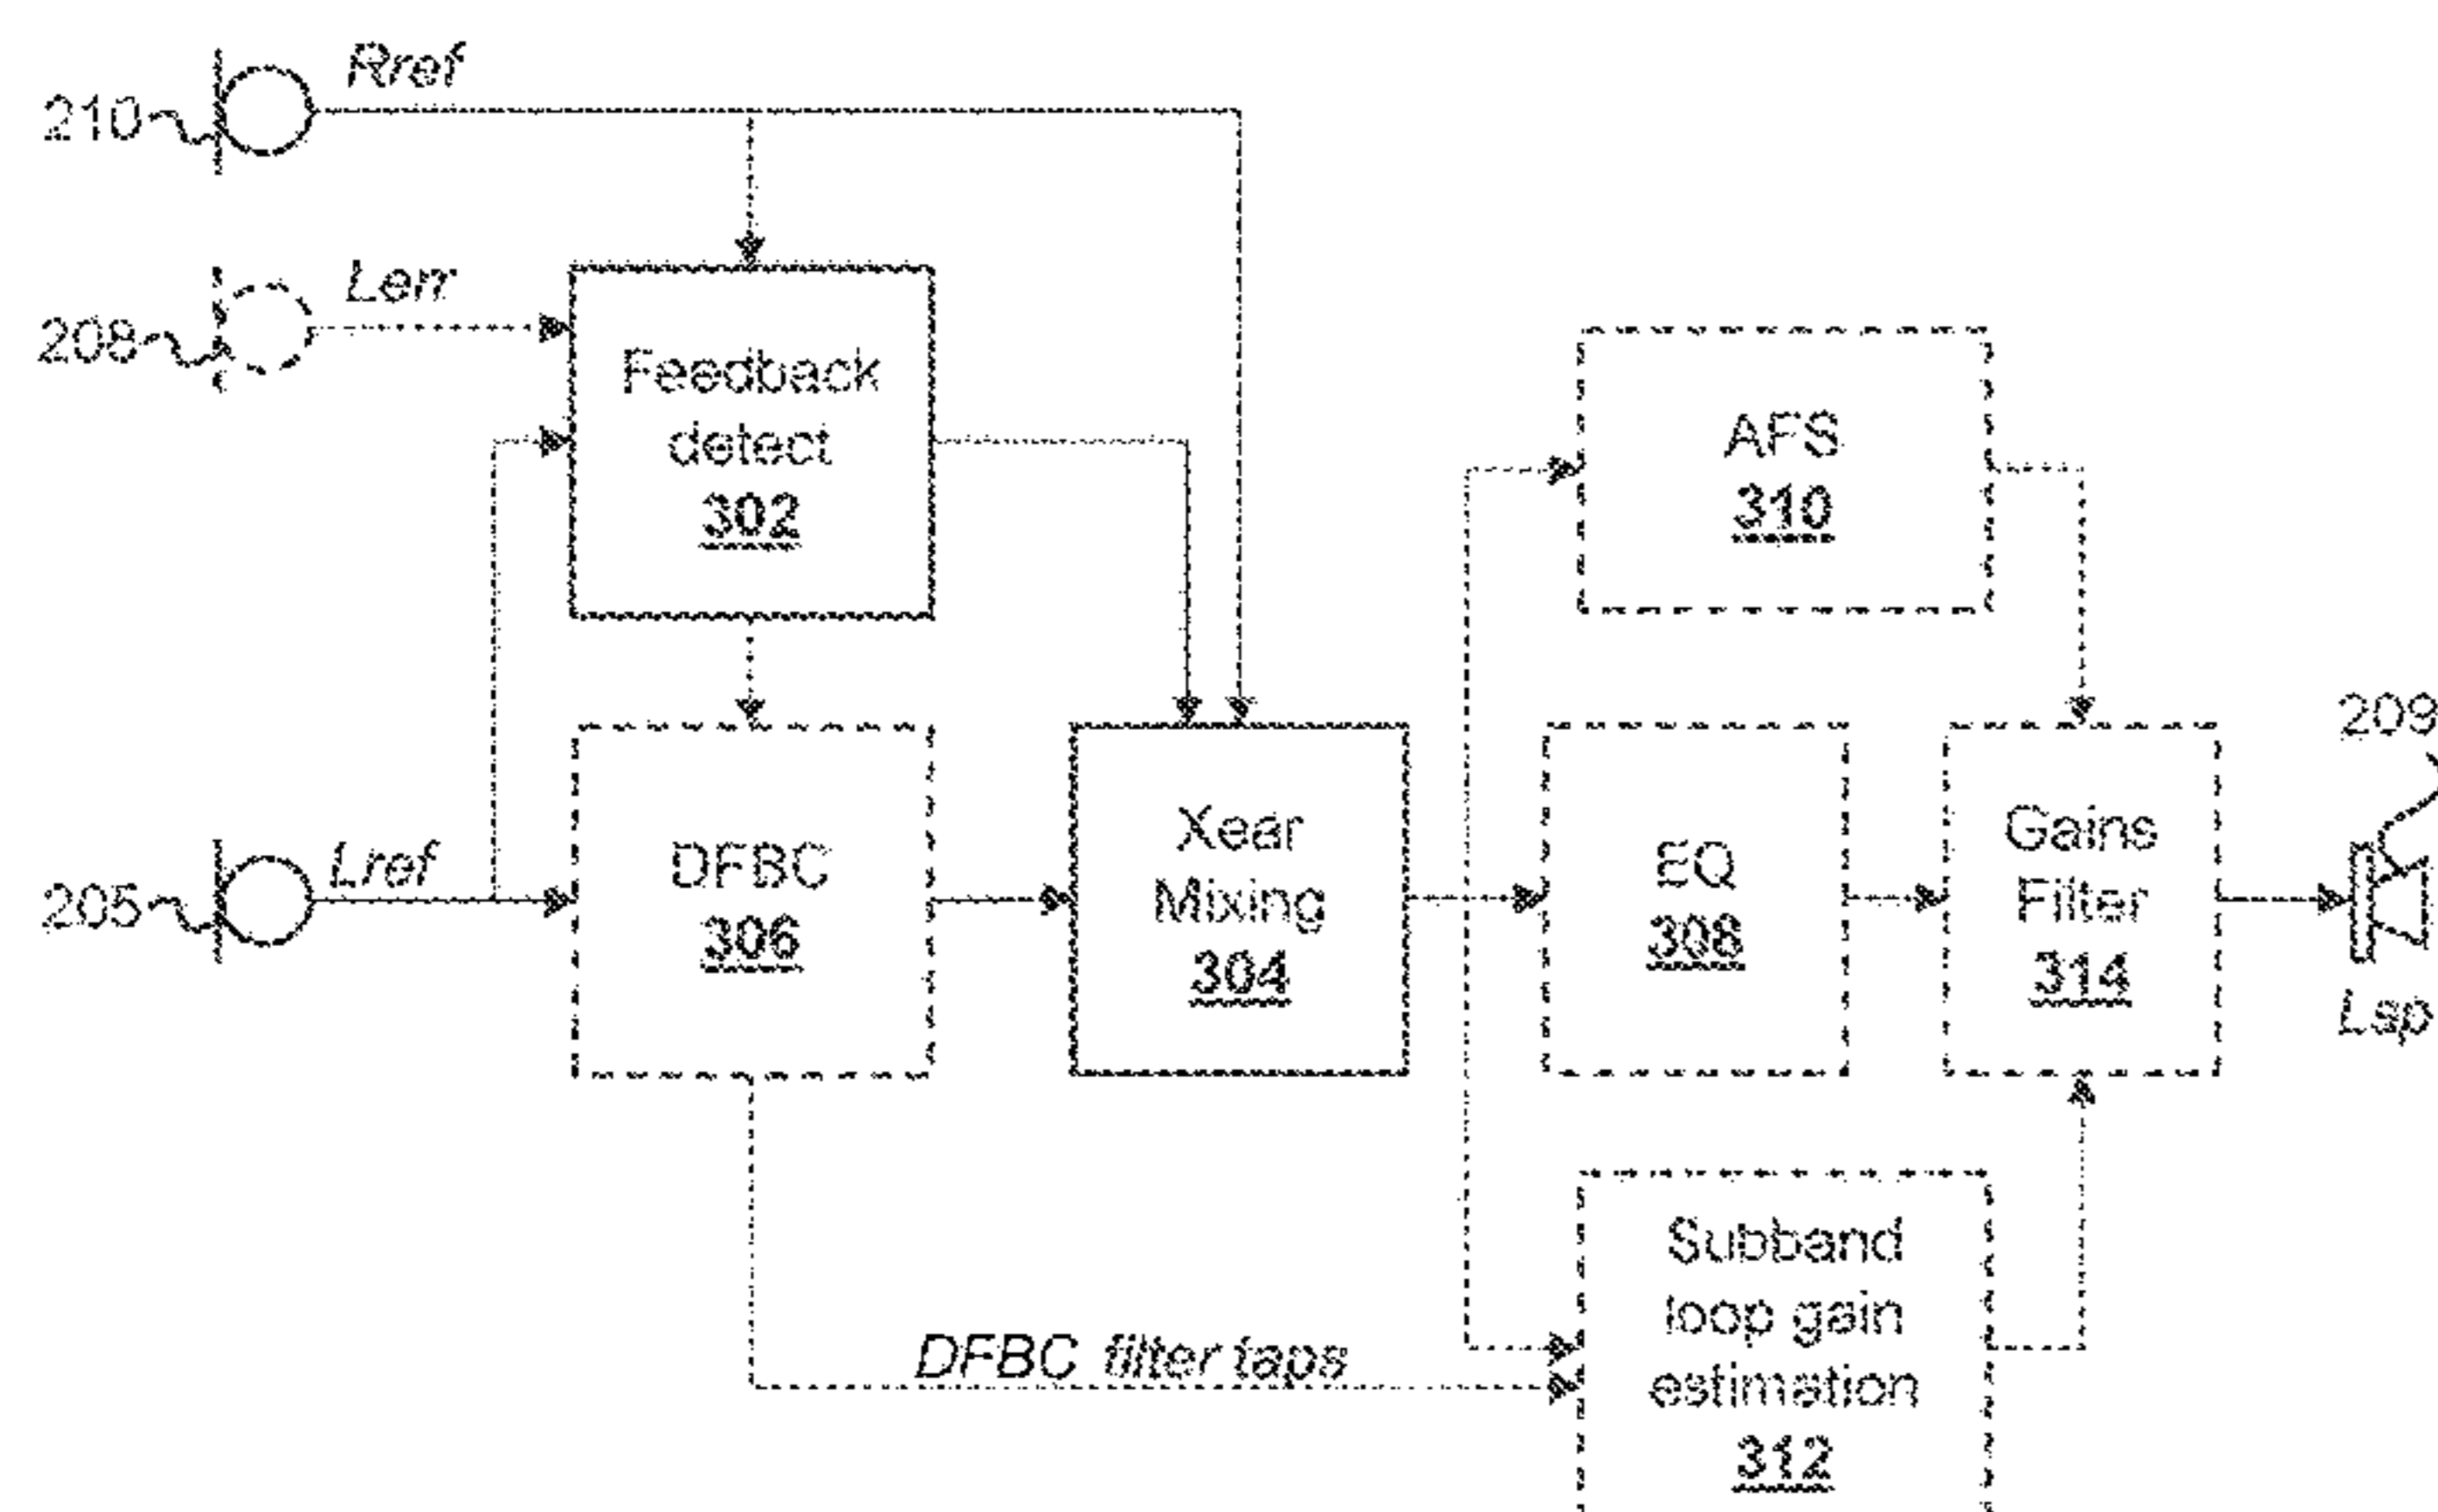 Rref
210
Lerr
208
Feedback
detect
302
AFS
310
209
Lref
205
DFBC
306
Xear
Mixing
304
EQ
308
Gains
Filter
314
Lsp
DFBC filter taps
Subband
loop gain
estimation
312